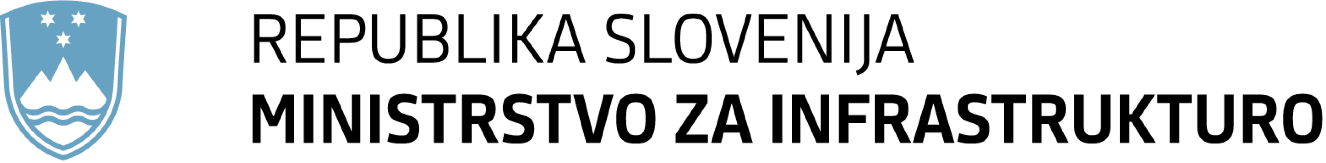 REPUBLIKA SLOVENIJA
MINISTRSTVO ZA INFRASTRUKTURO